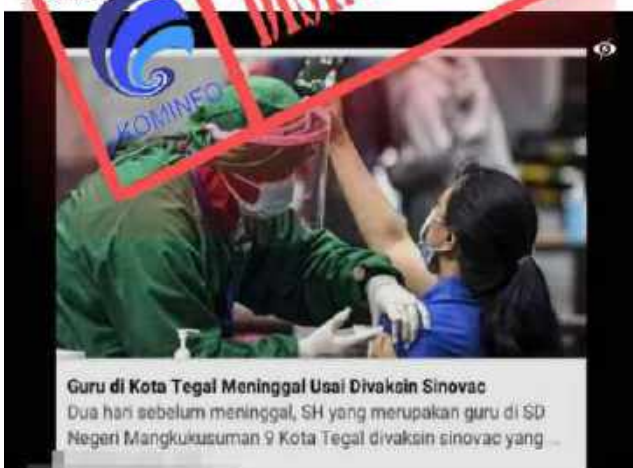 KOMINFO
Guru di Kota Tegal Meninggal Usai Divaksin Sinovac
Dua hari sebelum meninggal, SH yang merupakan guru di SD
Negeri Mangkukusuman 9 Kota Tegal divaksin sinovac yang ...